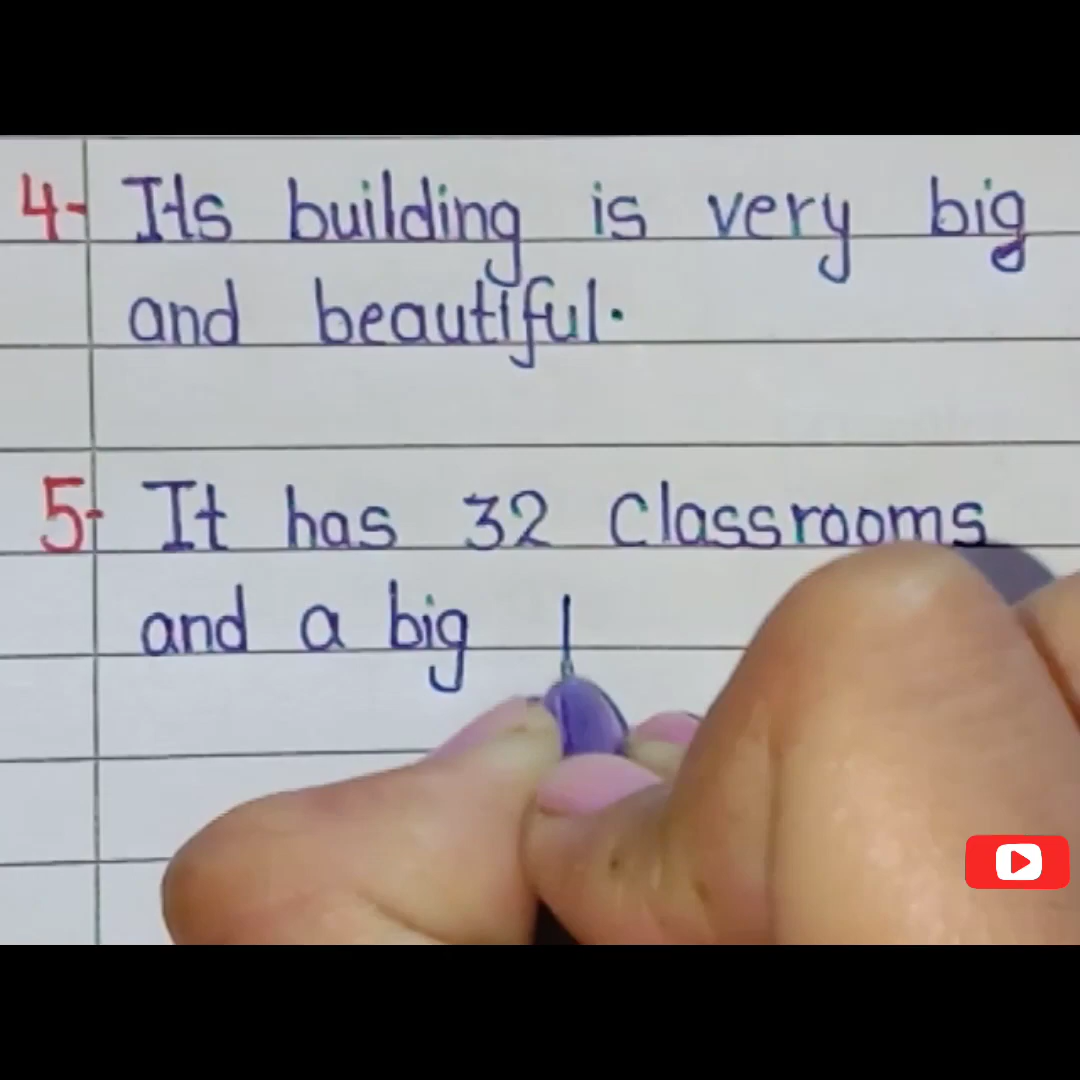 4- Its building is very big
and beautiful.
5- It has 32 Classrooms
and a big